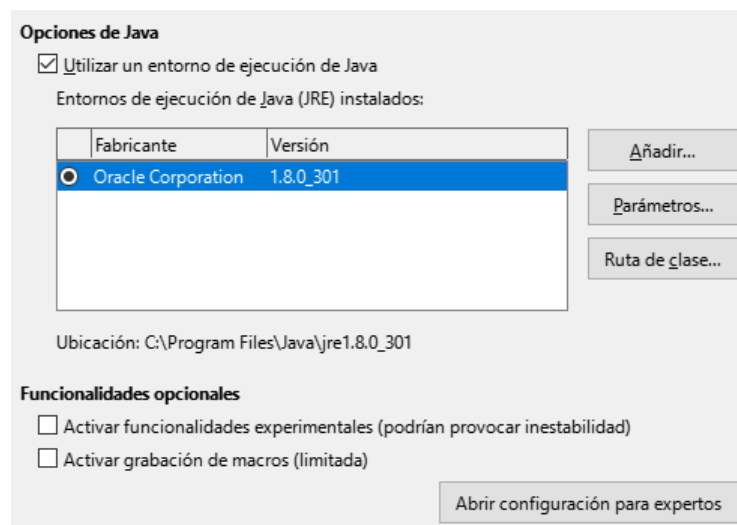 Opciones de Java
Utilizar un entorno de ejecución de Java
Entornos de ejecución de Java (JRE) instalados:
Fabricante Versión
Añadir...
Oracle Corporation 1.8.0_301
Parámetros...
Ruta de clase...
Ubicación: C:\Program Files\Java\jre1.8.0_301
Funcionalidades opcionales
Activar funcionalidades experimentales (podrían provocar inestabilidad)
Activar grabación de macros (limitada)
Abrir configuración para expertos